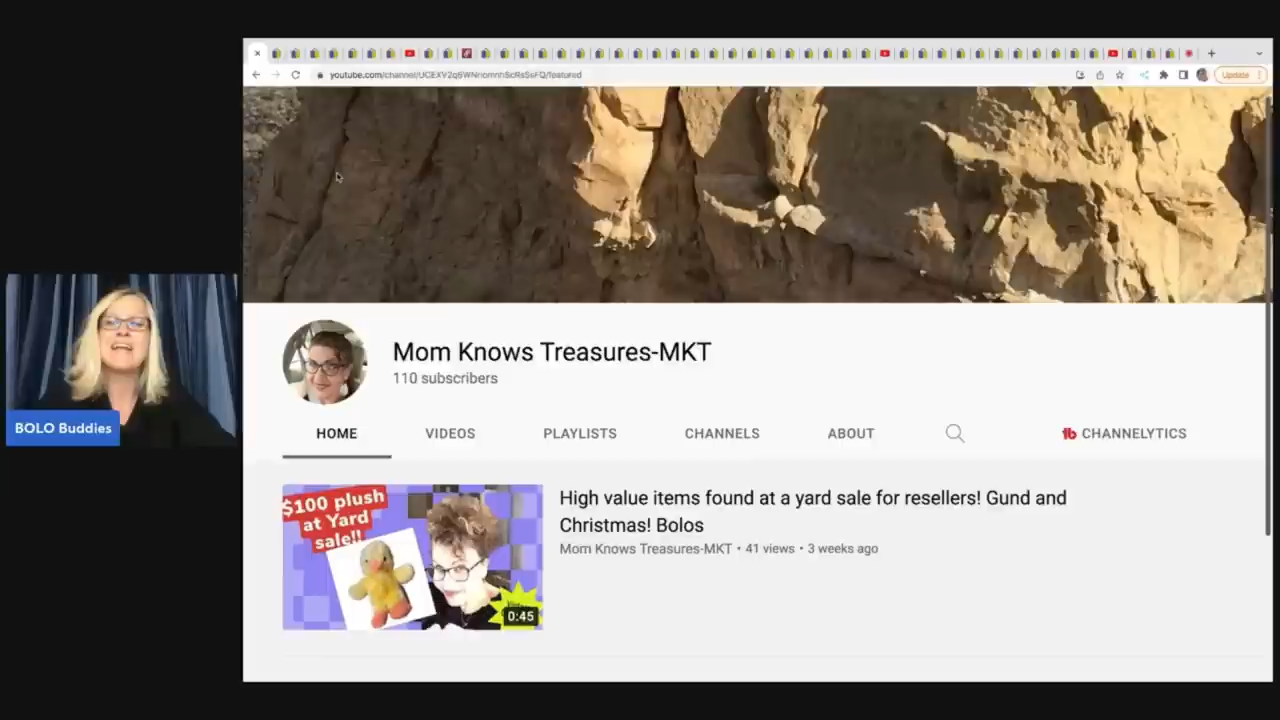 Update
youtube.com/channel/UCEXV2q6WNriomnhScRsSsFQ/featured
Mom Knows Treasures-MKT
110 subscribers
BOLO Buddies
HOME
VIDEOS
PLAYLISTS
CHANNELS
ABOUT
CHANNELYTICS
$100 plush
at Yard
sale!!
0:45
High value items found at a yard sale for resellers! Gund and
Christmas! Bolos
Mom Knows Treasures-MKT • 41 views • 3 weeks ago